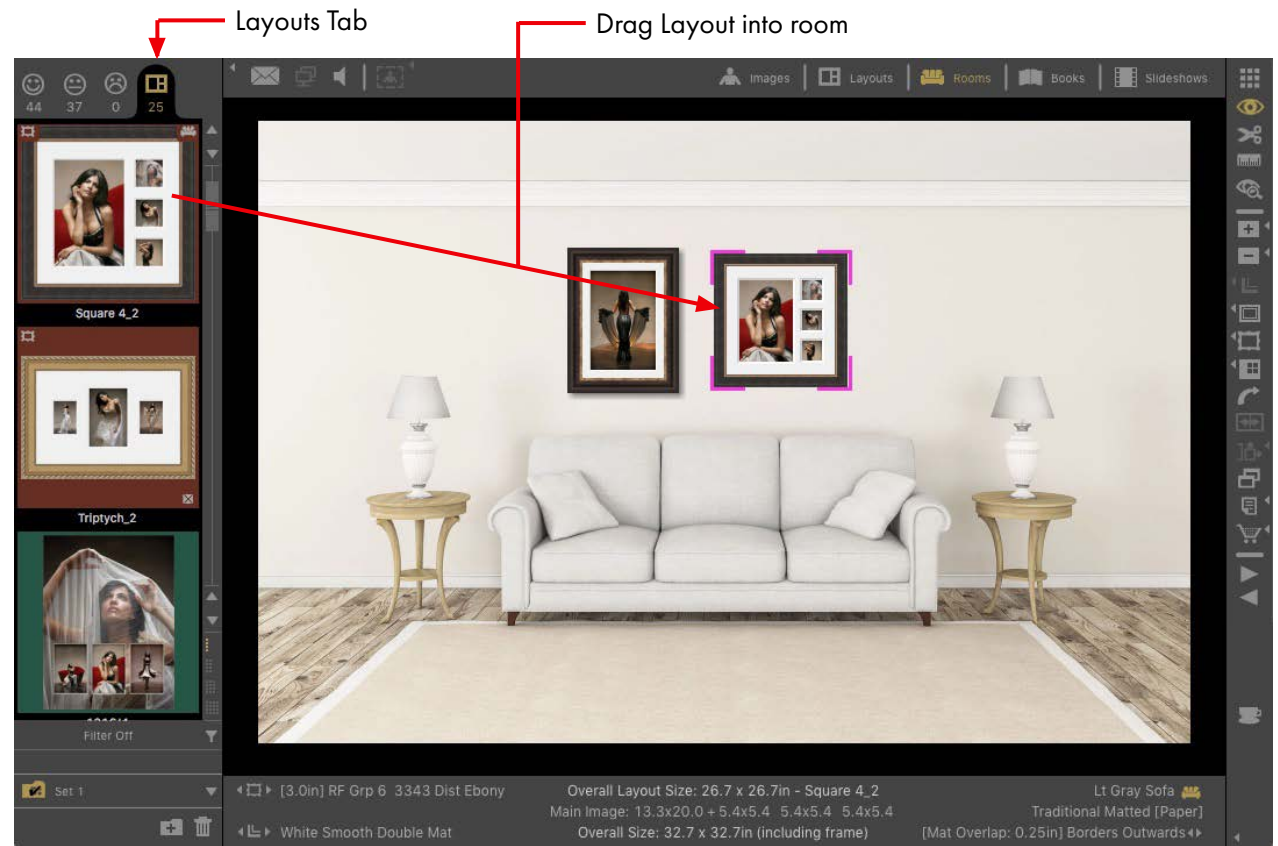 Layouts Tab
Drag Layout into room
44 37 0 25
Images Layouts Rooms Books Slideshows
Square 4_2
Triptych_2
Filter Off
Set 1
[3.0in] RF Grp 6 3343 Dist Ebony
White Smooth Double Mat
Overall Layout Size: 26.7 x 26.7in - Square 4_2
Main Image: 13.3x20.0 + 5.4x5.4 5.4x5.4 5.4x5.4
Overall Size: 32.7 x 32.7in (including frame)
Lt Gray Sofa
Traditional Matted [Paper]
[Mat Overlap: 0.25in] Borders Outwards